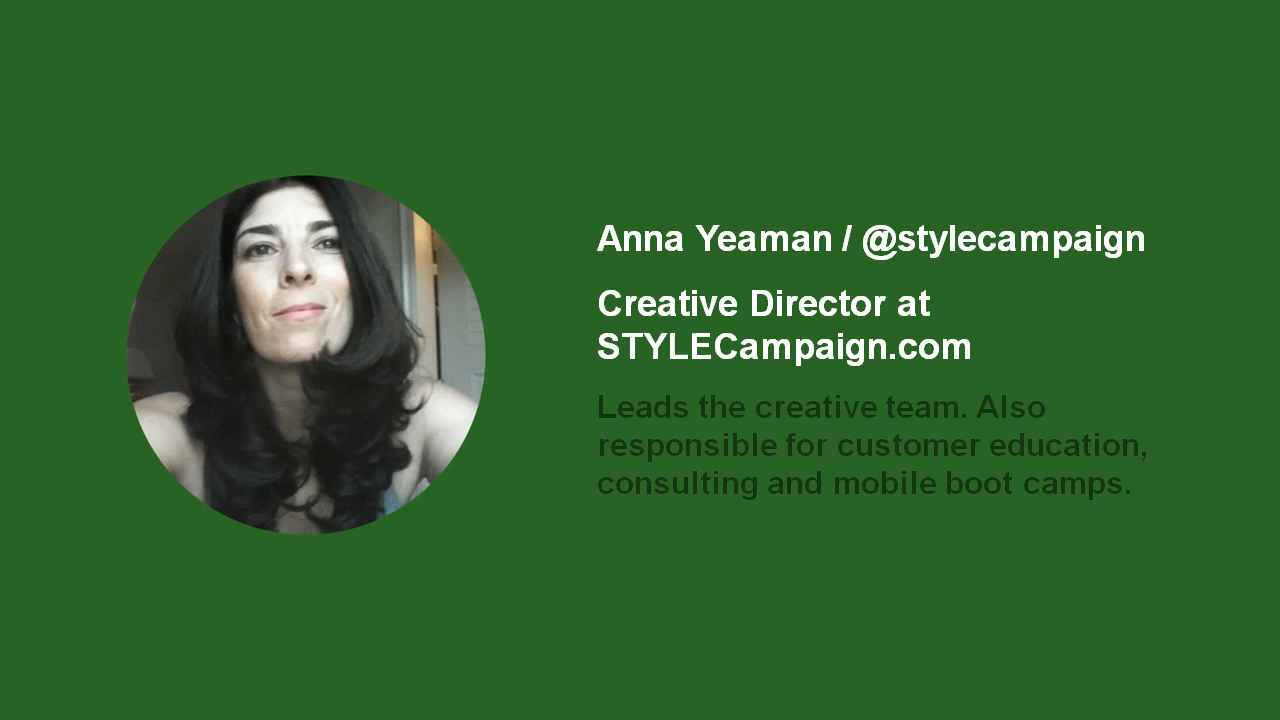 Anna Yeaman / @stylecampaign
Creative Director at
STYLECampaign.com
Leads the creative team. Also
responsible for customer education,
consulting and mobile boot camps.